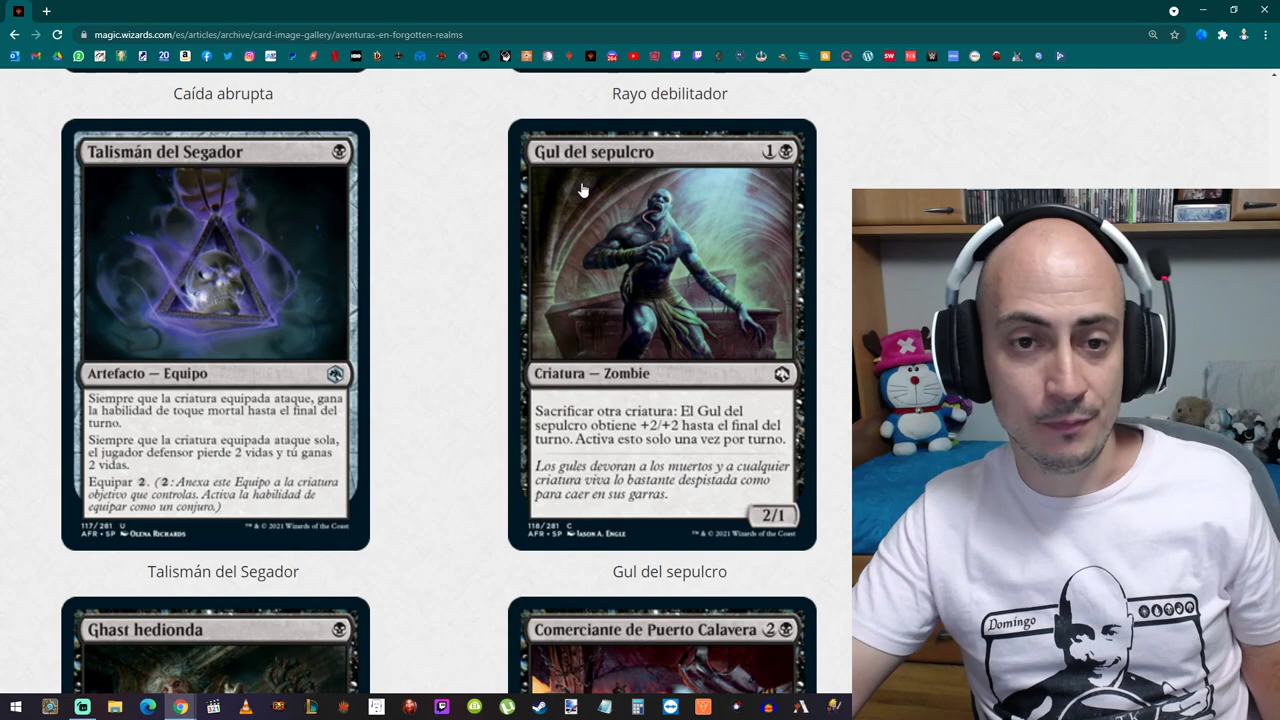 magic.wizards.com/es/articles/archive/card-image-gallery/aventuras-en-forgotten-realms
Caída abrupta
Rayo debilitador
Talismán del Segador
Artefacto — Equipo
Siempre que la criatura equipada ataque, gana
la habilidad de toque mortal hasta el final del
turno.
Siempre que la criatura equipada ataque sola,
el jugador defensor pierde 2 vidas y tú ganas
2 vidas.
Equipar 2. (2: Anexa este Equipo a la criatura
objetivo que controlas. Activa la habilidad de
equipar como un conjuro.)
117/281 U
AFR • SP Olena Richards
™ & © 2021 Wizards of the Coast
Talismán del Segador
Gul del sepulcro
1
Criatura — Zombie
Sacrificar otra criatura: El Gul del
sepulcro obtiene +2/+2 hasta el final del
turno. Activa esto solo una vez por turno.
Los gules devoran a los muertos y a cualquier
criatura viva lo bastante despistada como
para caer en sus garras.
2/1
118/281 C
AFR • SP Jason A. Engle
™ & © 2021 Wizards of the Coast
Gul del sepulcro
Ghast hedionda
Comerciante de Puerto Calavera 2
Domingo